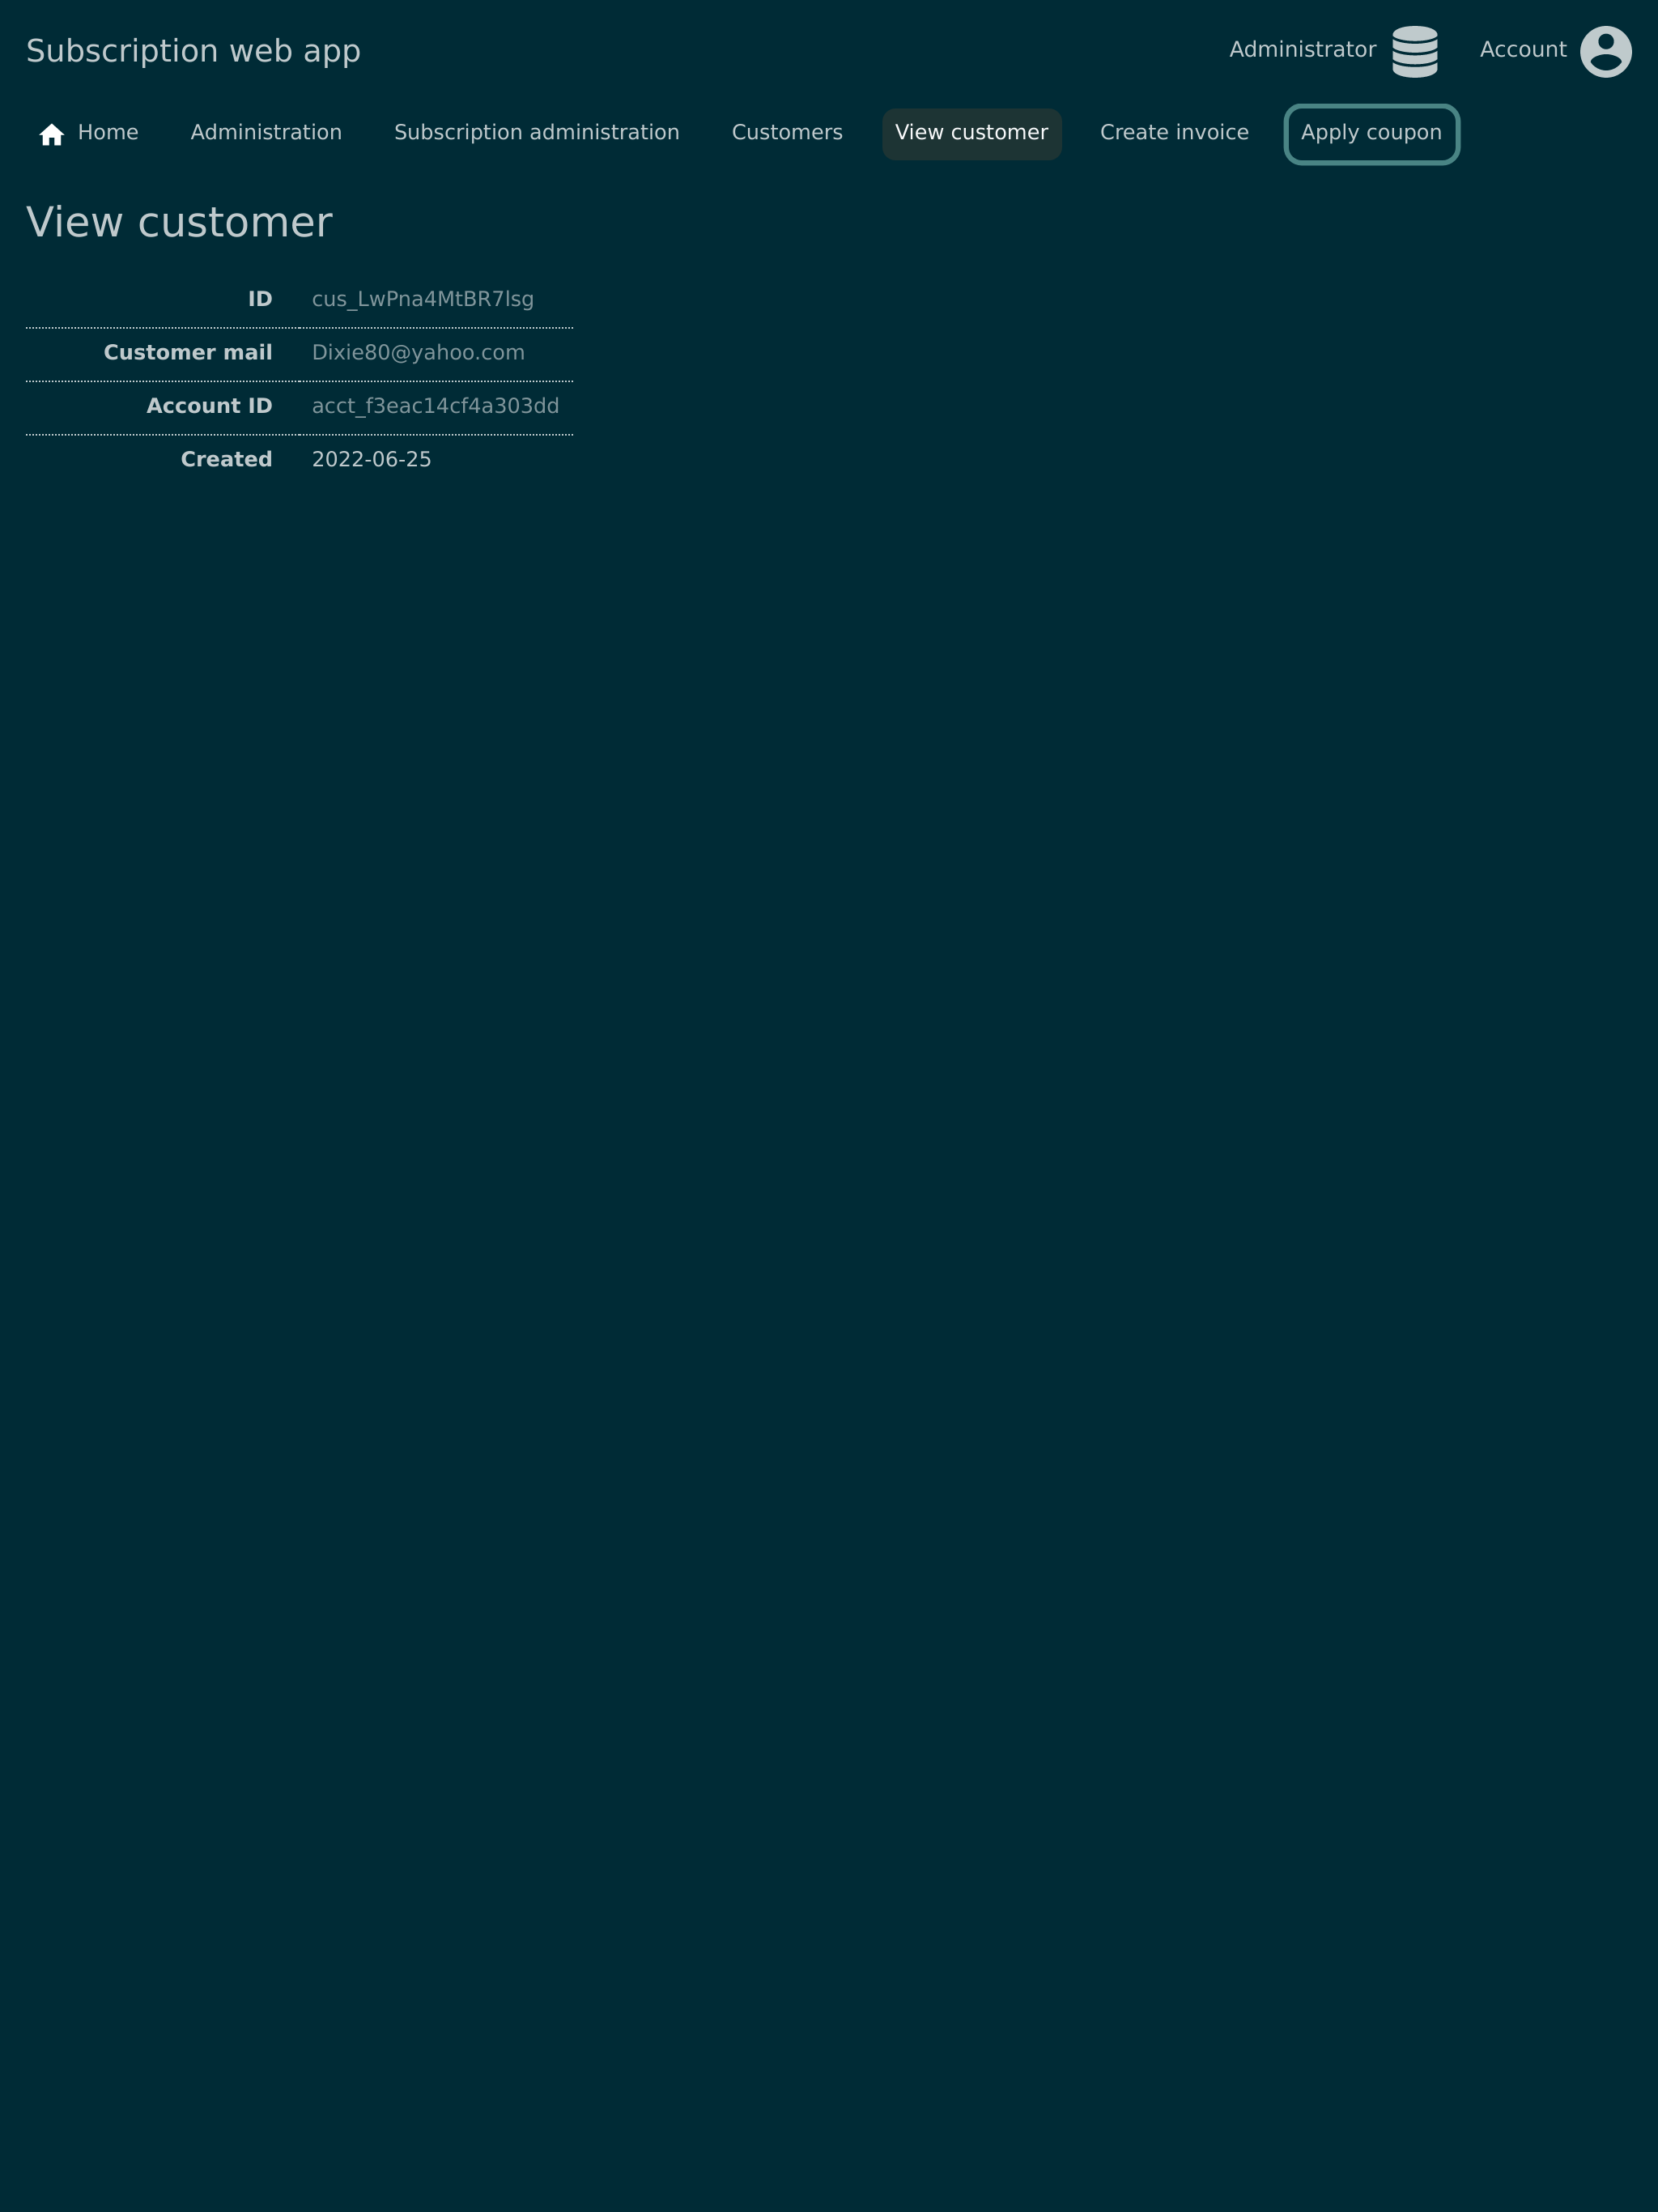 Subscription web app
Administrator Account
Home Administration Subscription administration Customers View customer Create invoice Apply coupon
View customer
ID cus_LwPna4MtBR7lsg
Customer mail Dixie80@yahoo.com
Account ID acct_f3eac14cf4a303dd
Created 2022-06-25